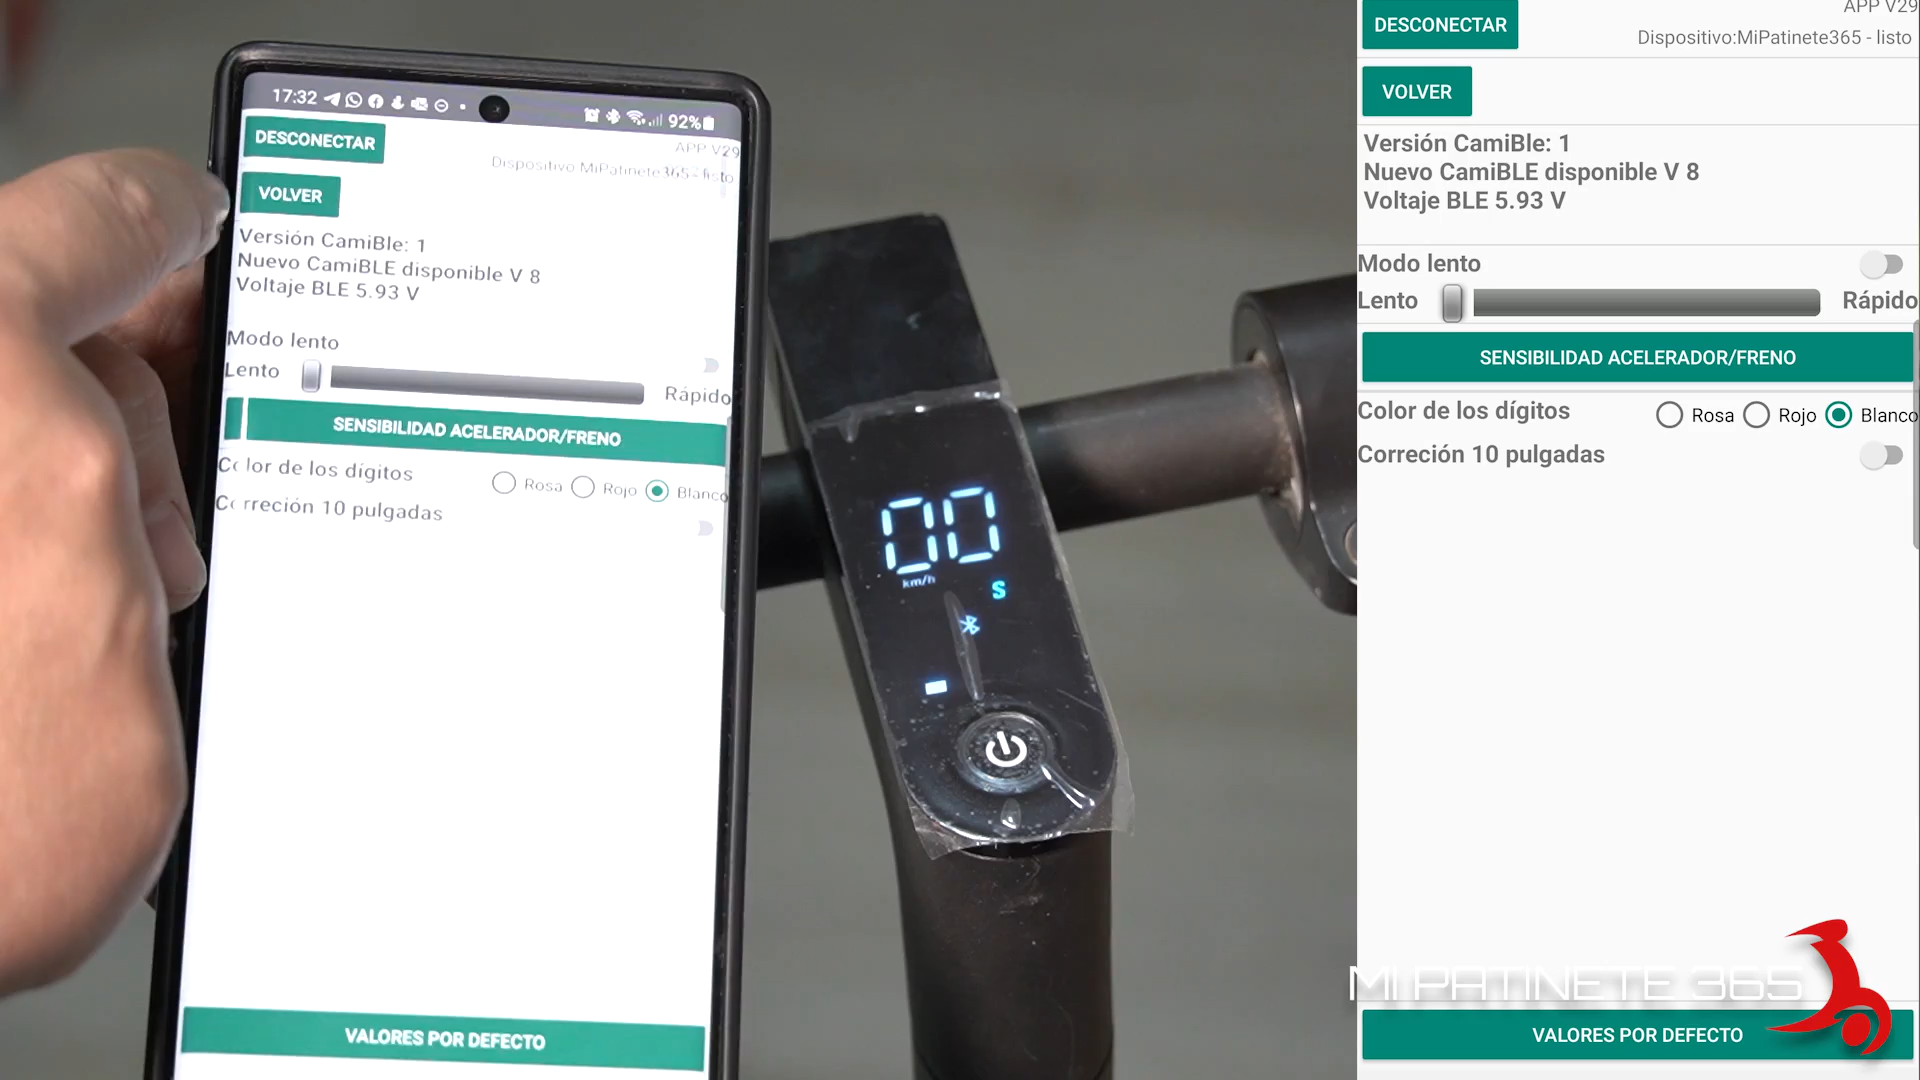 17:32
92%
DESCONECTAR
APP V29
Dispositivo:MiPatinete365 - listo
VOLVER
Versión CamiBle: 1
Nuevo CamiBLE disponible V 8
Voltaje BLE 5.93 V
Modo lento
Lento Rápido
SENSIBILIDAD ACELERADOR/FRENO
Color de los dígitos Rosa Rojo Blanco
Correción 10 pulgadas
VALORES POR DEFECTO
00
km/h
S
DESCONECTAR
APP V29
Dispositivo:MiPatinete365 - listo
VOLVER
Versión CamiBle: 1
Nuevo CamiBLE disponible V 8
Voltaje BLE 5.93 V
Modo lento
Lento Rápido
SENSIBILIDAD ACELERADOR/FRENO
Color de los dígitos Rosa Rojo Blanco
Correción 10 pulgadas
MI PATINETE 365
VALORES POR DEFECTO